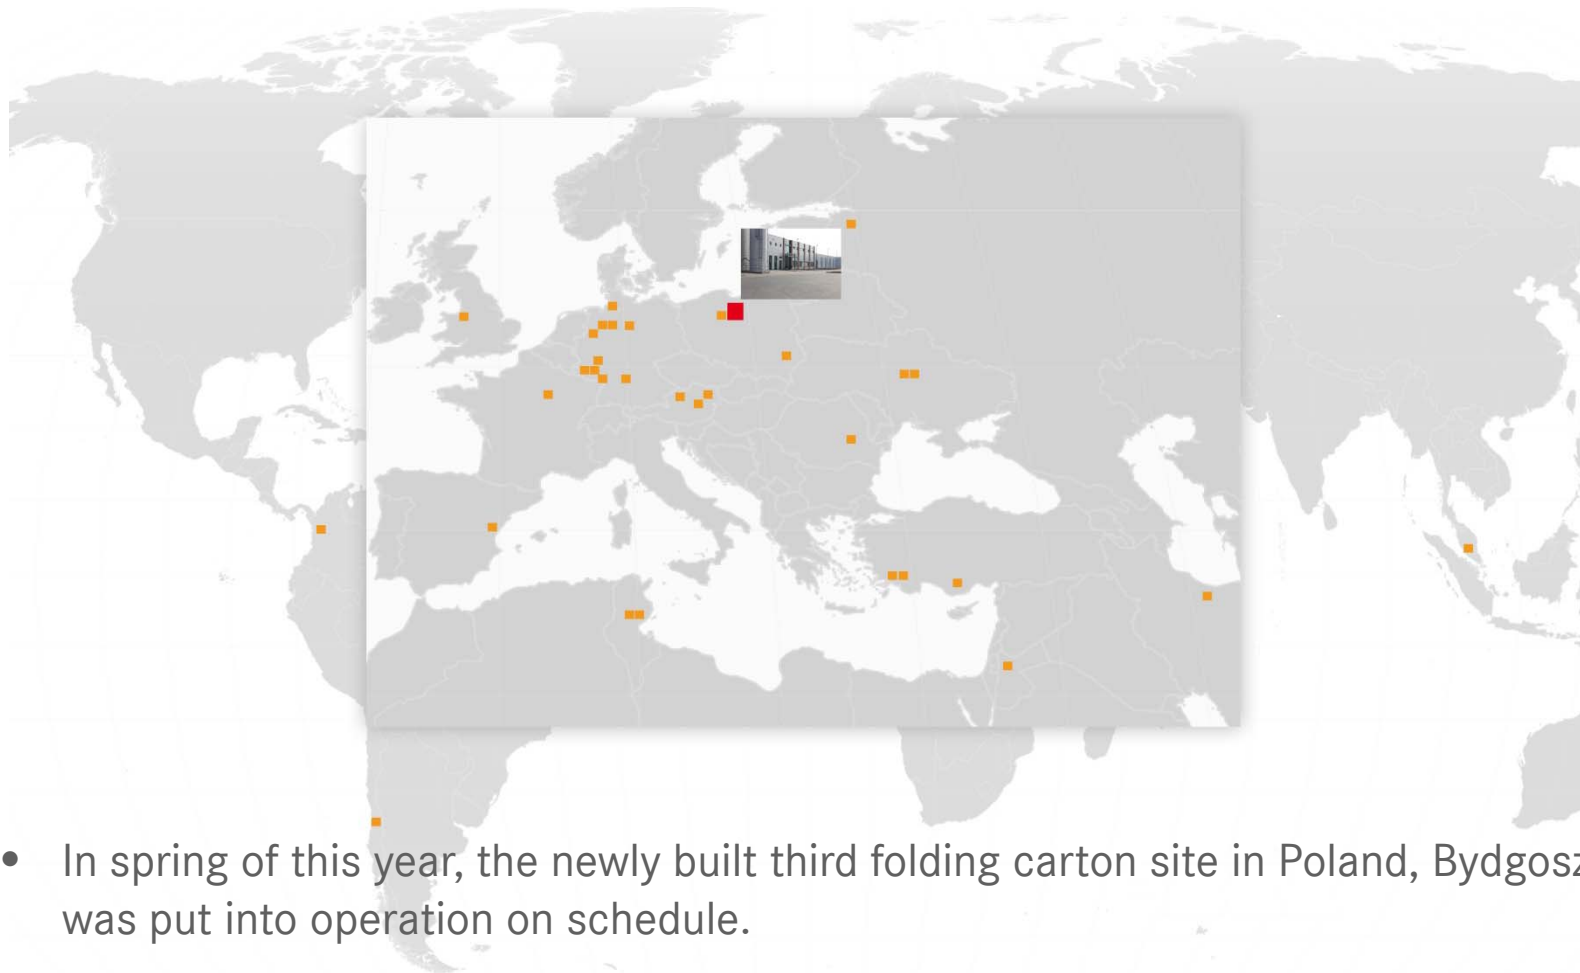 • In spring of this year, the newly built third folding carton site in Poland, Bydgosz
was put into operation on schedule.